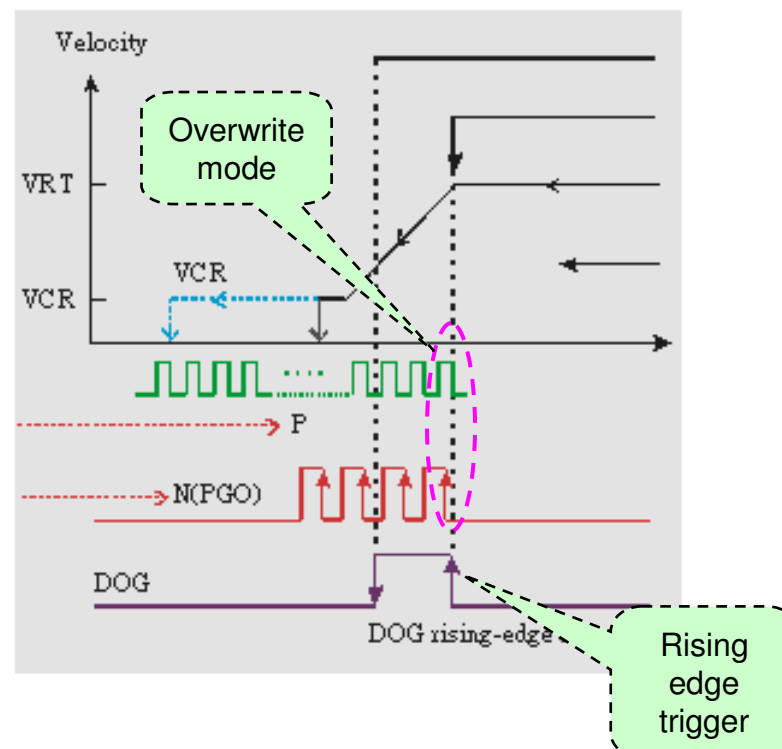 Velocity
Overwrite
mode
VRT
VCR
VCR
P
N(PGO)
DOG
DOG rising-edge
Rising
edge
trigger